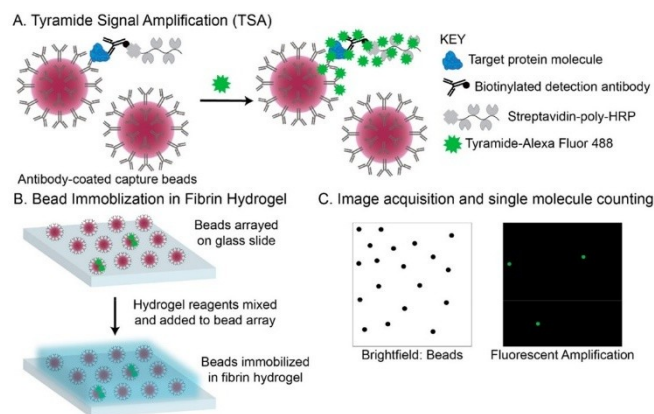 A. Tyramide Signal Amplification (TSA)
KEY
Target protein molecule
Biotinylated detection antibody
Streptavidin-poly-HRP
Tyramide-Alexa Fluor 488
Antibody-coated capture beads
B. Bead Immoblization in Fibrin Hydrogel
Beads arrayed
on glass slide
Hydrogel reagents mixed
and added to bead array
Beads immobilized
in fibrin hydrogel
C. Image acquisition and single molecule counting
Brightfield: Beads
Fluorescent Amplification